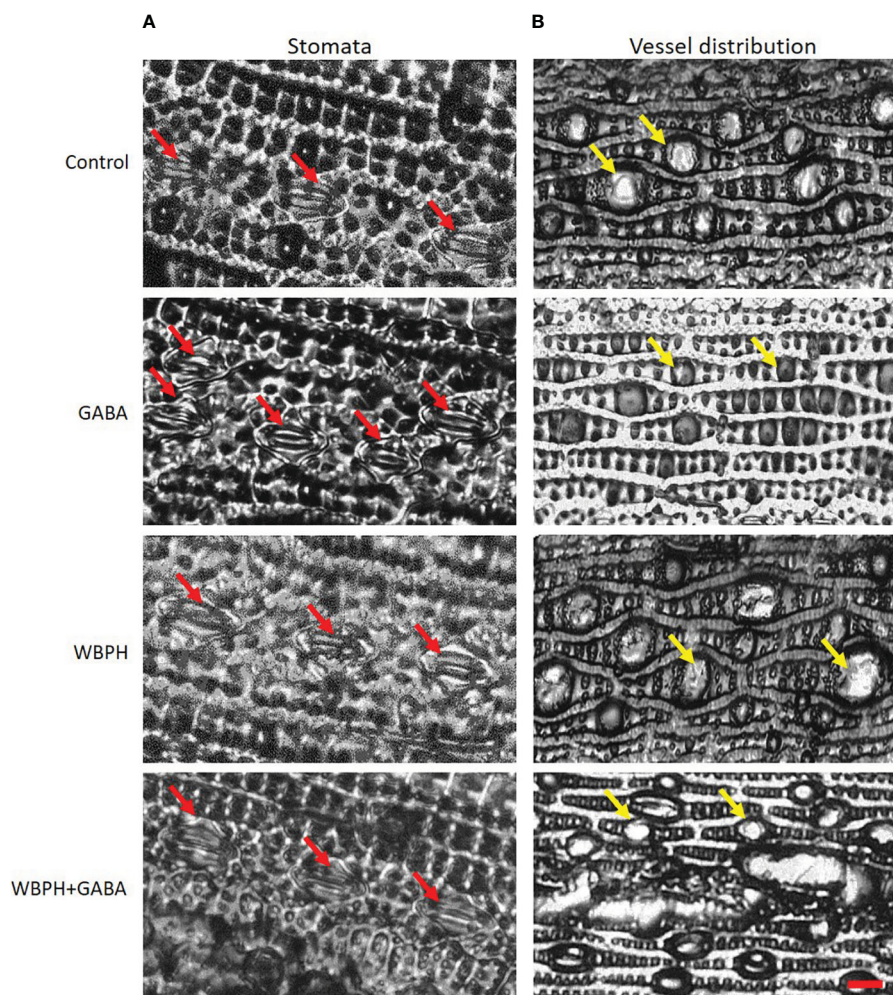 A
B
Stomata
Vessel distribution
Control
GABA
WBPH
WBPH+GABA